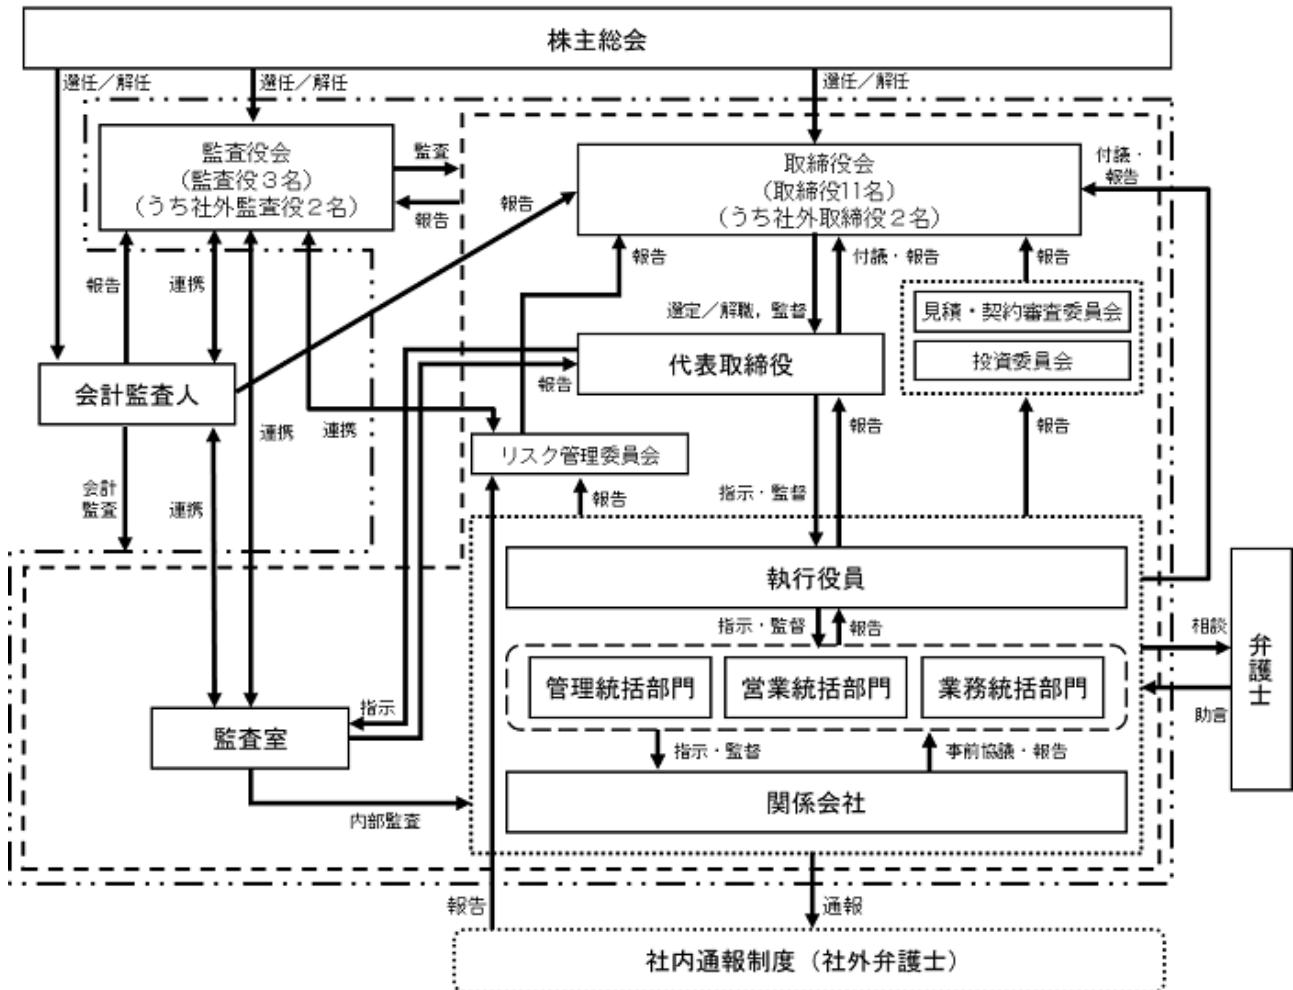 株主総会
選任／解任
選任／解任
選任／解任
監査役会
(監査役３名)
(うち社外監査役２名)
監査
報告
取締役会
(取締役11名)
(うち社外取締役２名)
付議・
報告
報告
報告
連携
報告
付議・報告
報告
選定／解職，監督
見積・契約審査委員会
投資委員会
会計監査人
代表取締役
報告
連携
連携
報告
報告
リスク管理委員会
会計
監査
連携
報告
指示・監督
執行役員
指示・監督
報告
相談
弁護士
助言
管理統括部門
営業統括部門
業務統括部門
指示
監査室
指示・監督
事前協議・報告
関係会社
内部監査
報告
通報
社内通報制度（社外弁護士）